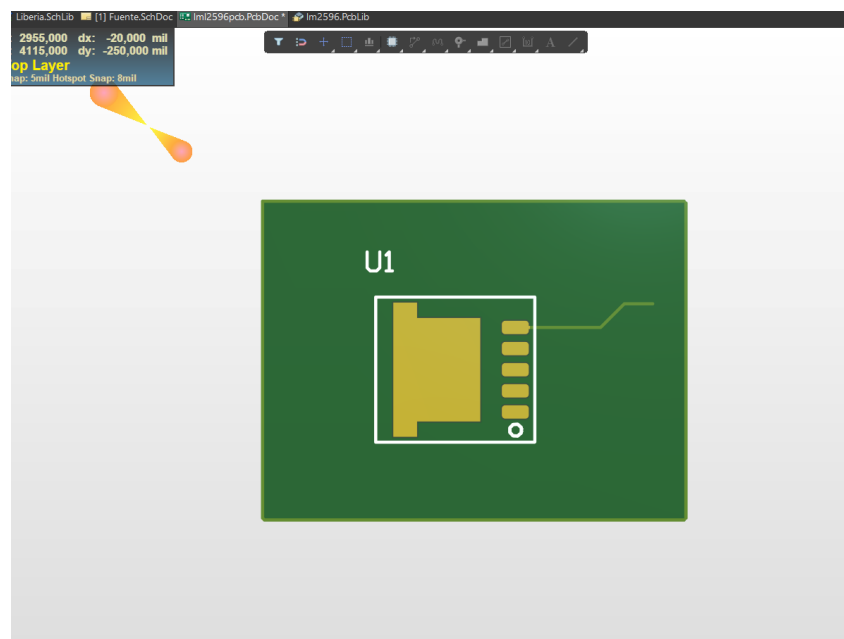 Liberia.SchLib [1] Fuente.SchDoc lml2596pcb.PcbDoc * lm2596.PcbLib
2955,000 dx: -20,000 mil
4115,000 dy: -250,000 mil
op Layer
ap: 5mil Hotspot Snap: 8mil
A
U1